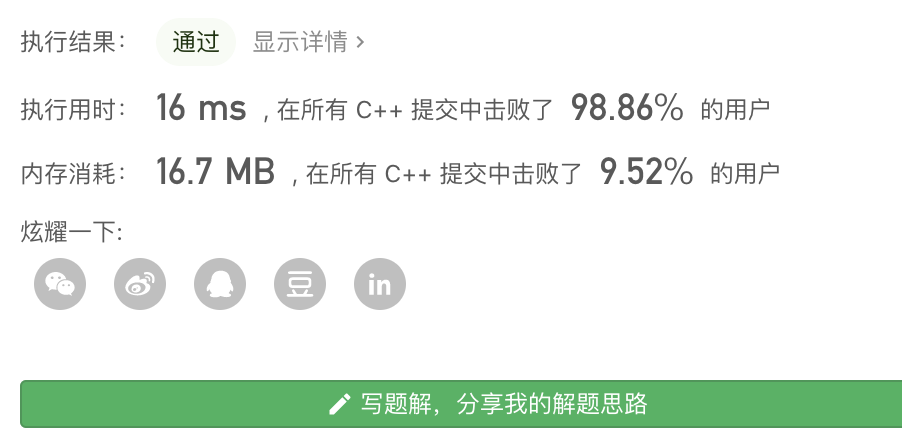 执行结果： 通过 显示详情 >
执行用时： 16 ms , 在所有 C++ 提交中击败了 98.86% 的用户
内存消耗： 16.7 MB , 在所有 C++ 提交中击败了 9.52% 的用户
炫耀一下:
豆 in
写题解，分享我的解题思路